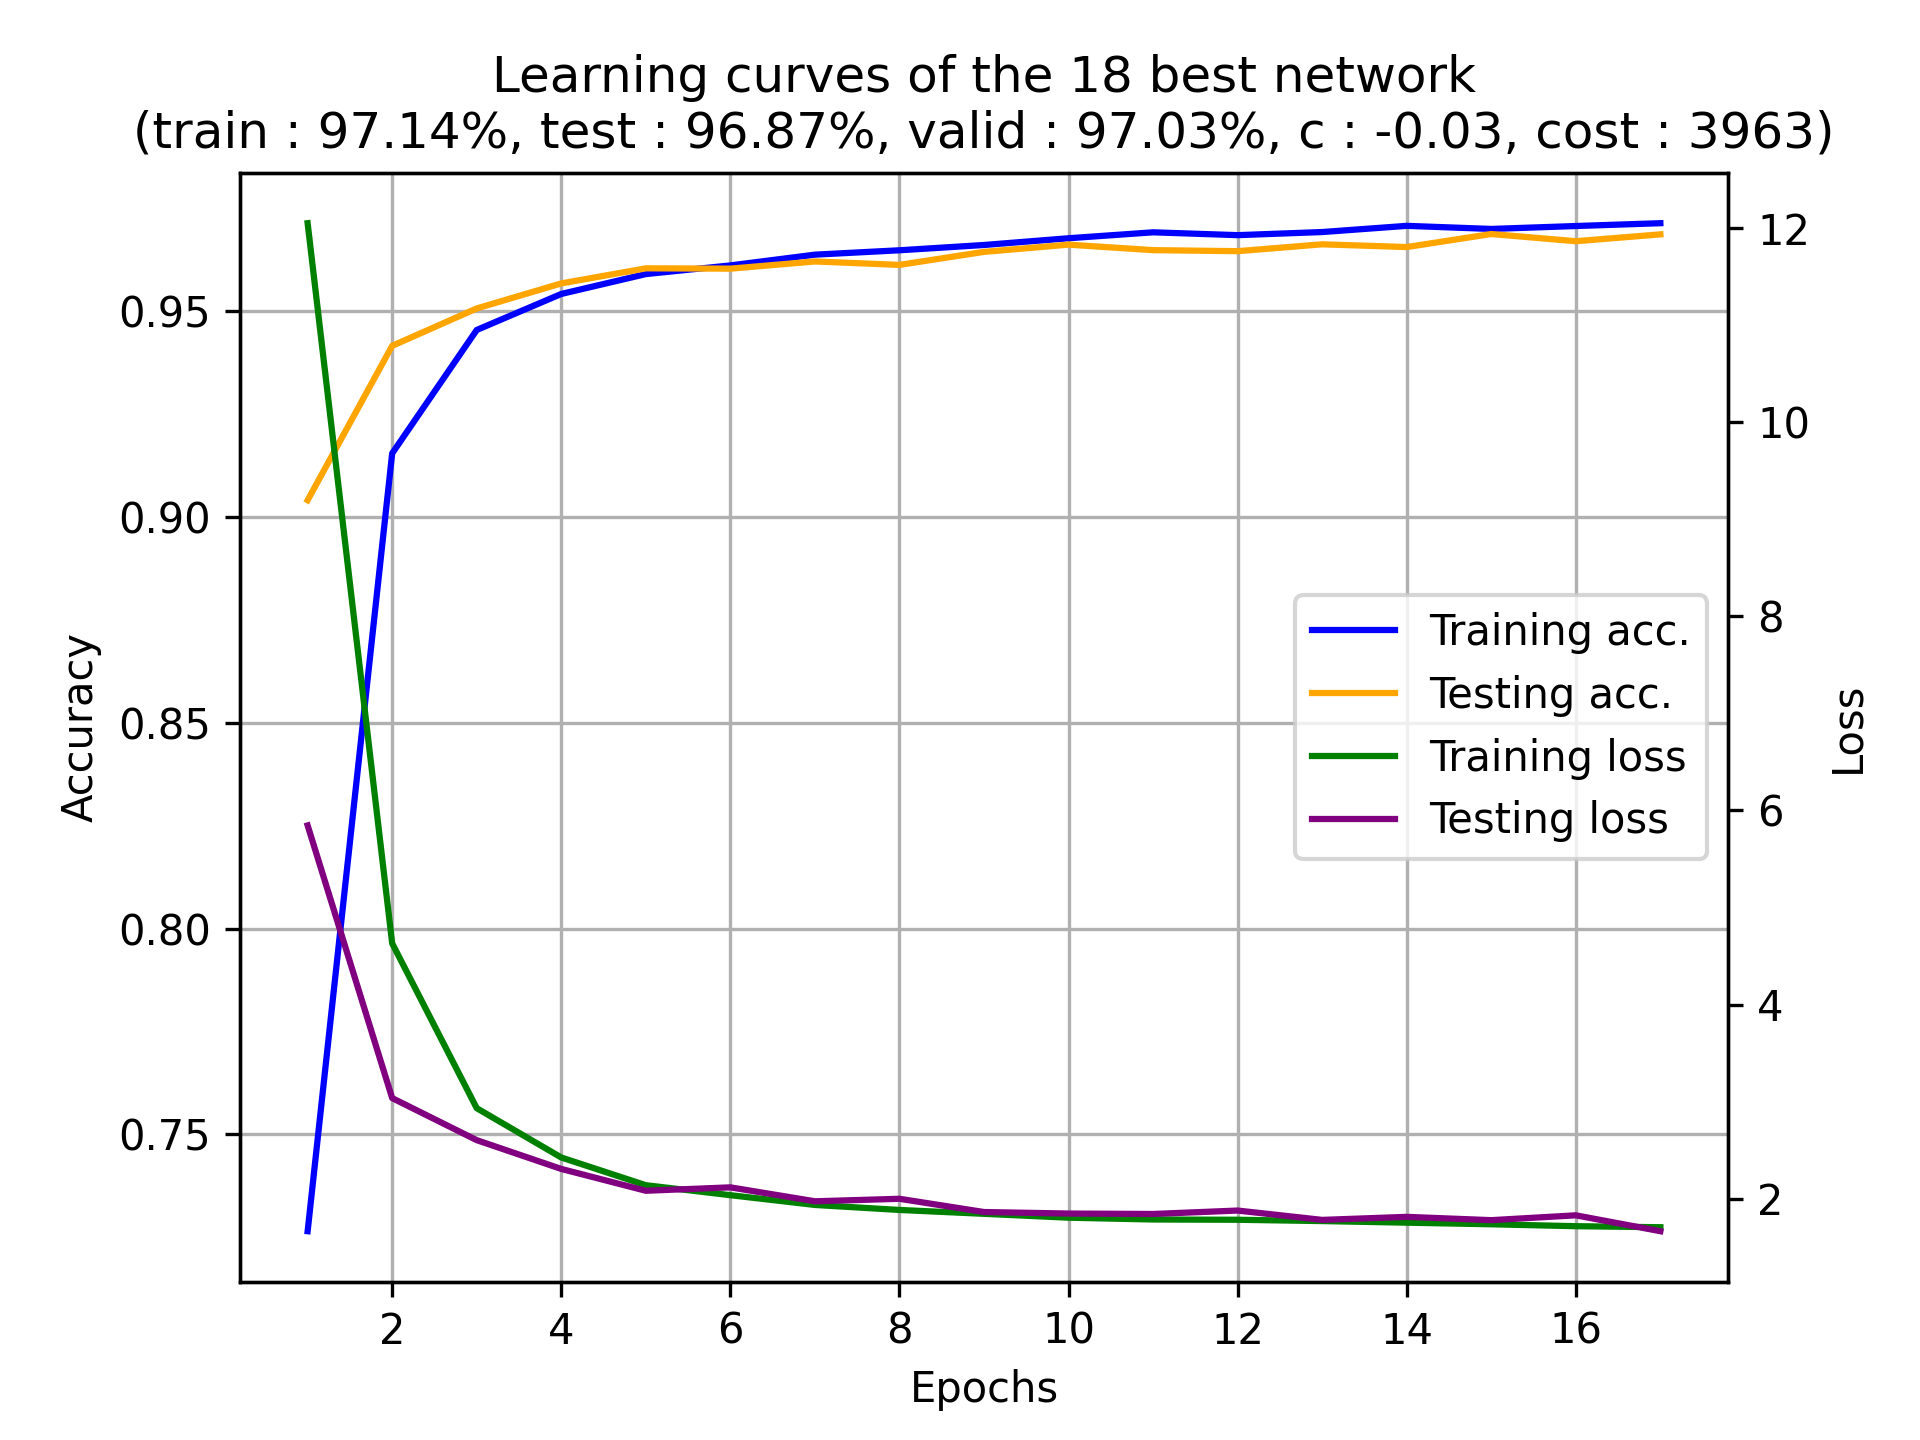 Learning curves of the 18 best network
(train : 97.14%, test : 96.87%, valid : 97.03%, c : -0.03, cost : 3963)
Accuracy
0.95
0.90
0.85
0.80
0.75
12
10
8
6
4
2
Loss
Training acc.
Testing acc.
Training loss
Testing loss
2 4 6 8 10 12 14 16
Epochs